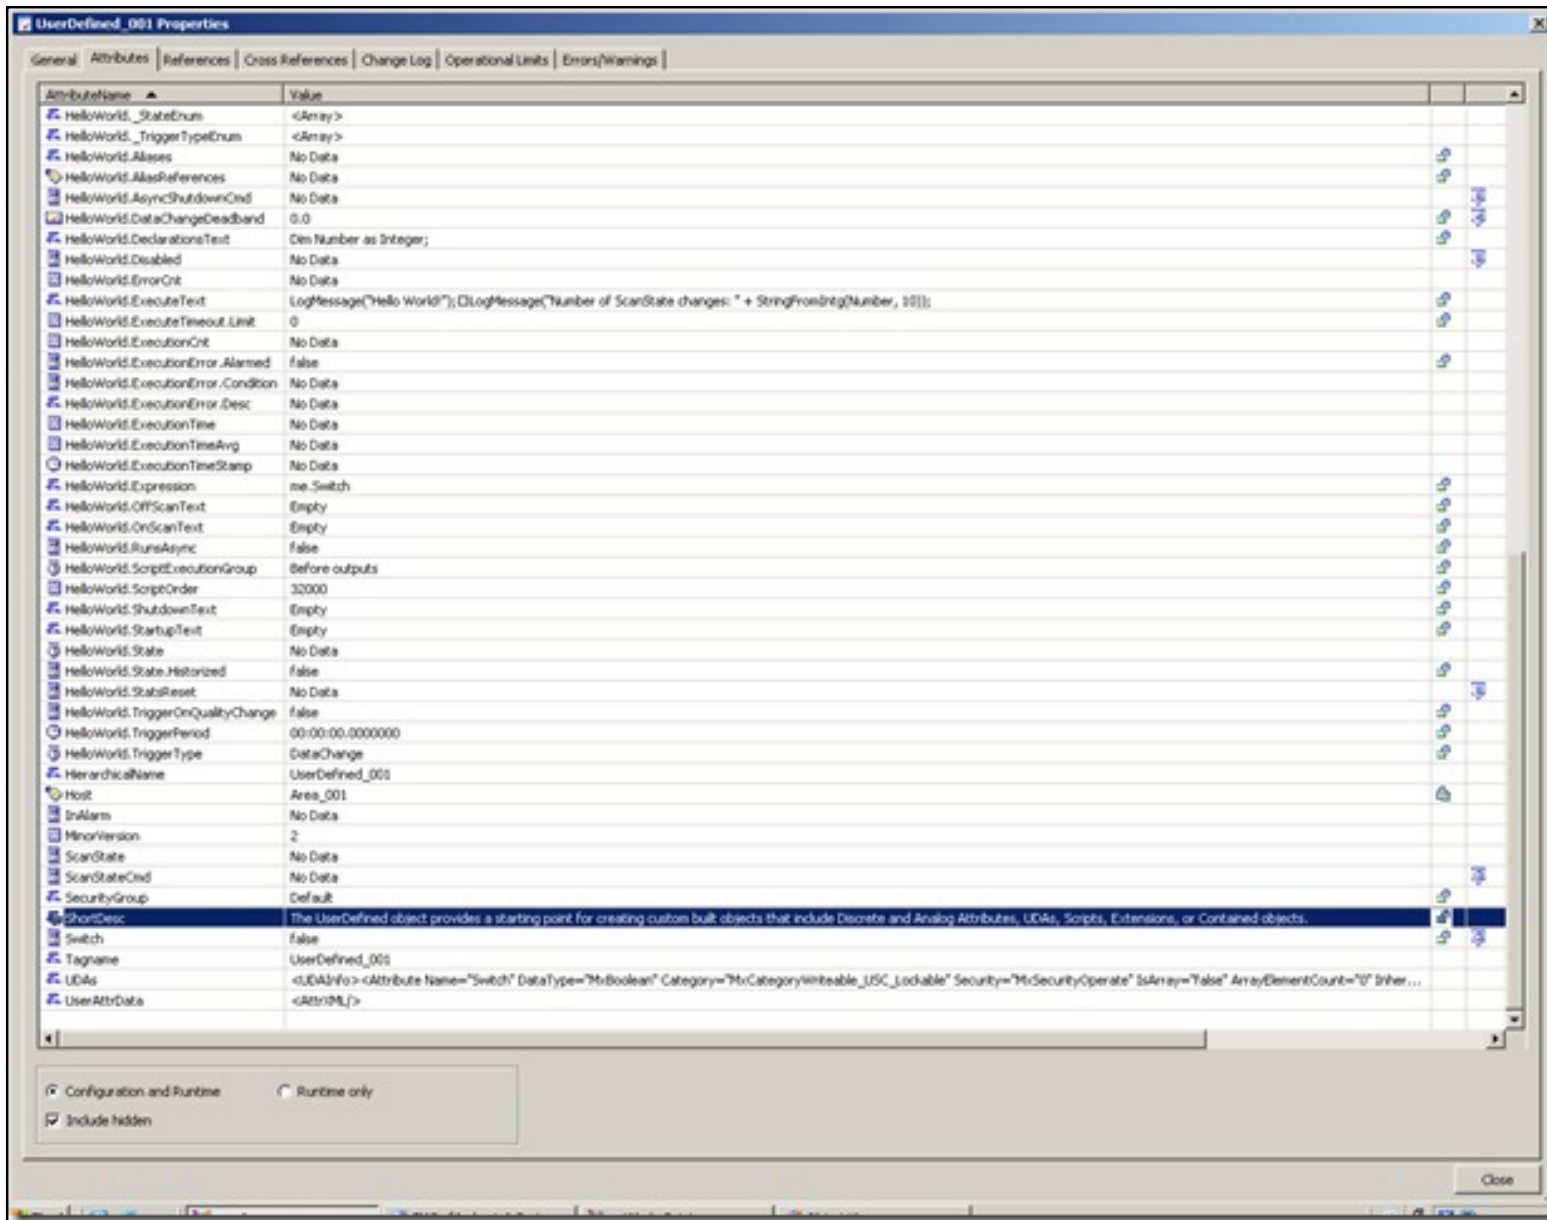 UserDefined_001 Properties
General Attributes References Cross References Change Log Operational Limits Errors/Warnings
AttributeName Value
HelloWorld._StateEnum <Array>
HelloWorld._TriggerTypeEnum <Array>
HelloWorld.Aliases No Data
HelloWorld.AliasReferences No Data
HelloWorld.AsyncShutdownCmd No Data
HelloWorld.DataChangeDeadband 0.0
HelloWorld.DeclarationsText Dim Number as Integer;
HelloWorld.Disabled No Data
HelloWorld.ErrorCnt No Data
HelloWorld.ExecuteText LogMessage("Hello World!");□LogMessage("Number of ScanState changes: " + StringFromIntg(Number, 10));
HelloWorld.ExecuteTimeout.Limit 0
HelloWorld.ExecutionCnt No Data
HelloWorld.ExecutionError.Alarmed false
HelloWorld.ExecutionError.Condition No Data
HelloWorld.ExecutionError.Desc No Data
HelloWorld.ExecutionTime No Data
HelloWorld.ExecutionTimeAvg No Data
HelloWorld.ExecutionTimeStamp No Data
HelloWorld.Expression me.Switch
HelloWorld.OffScanText Empty
HelloWorld.OnScanText Empty
HelloWorld.RunsAsync false
HelloWorld.ScriptExecutionGroup Before outputs
HelloWorld.ScriptOrder 32000
HelloWorld.ShutdownText Empty
HelloWorld.StartupText Empty
HelloWorld.State No Data
HelloWorld.State.Historized false
HelloWorld.StatsReset No Data
HelloWorld.TriggerOnQualityChange false
HelloWorld.TriggerPeriod 00:00:00.0000000
HelloWorld.TriggerType DataChange
HierarchicalName UserDefined_001
Host Area_001
InAlarm No Data
MinorVersion 2
ScanState No Data
ScanStateCmd No Data
SecurityGroup Default
ShortDesc The UserDefined object provides a starting point for creating custom built objects that include Discrete and Analog Attributes, UDAs, Scripts, Extensions, or Contained objects.
Switch false
Tagname UserDefined_001
UDAs <UDAInfo><Attribute Name="Switch" DataType="MxBoolean" Category="MxCategoryWriteable_USC_Lockable" Security="MxSecurityOperate" IsArray="False" ArrayElementCount="0" Inher...
UserAttrData <AttrXML/>
Configuration and Runtime Runtime only
Include hidden
Close